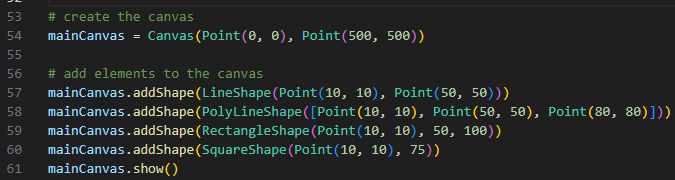 53 # create the canvas
54 mainCanvas = Canvas(Point(0, 0), Point(500, 500))
55
56 # add elements to the canvas
57 mainCanvas.addShape(LineShape(Point(10, 10), Point(50, 50)))
58 mainCanvas.addShape(PolyLineShape([Point(10, 10), Point(50, 50), Point(80, 80)]))
59 mainCanvas.addShape(RectangleShape(Point(10, 10), 50, 100))
60 mainCanvas.addShape(SquareShape(Point(10, 10), 75))
61 mainCanvas.show()